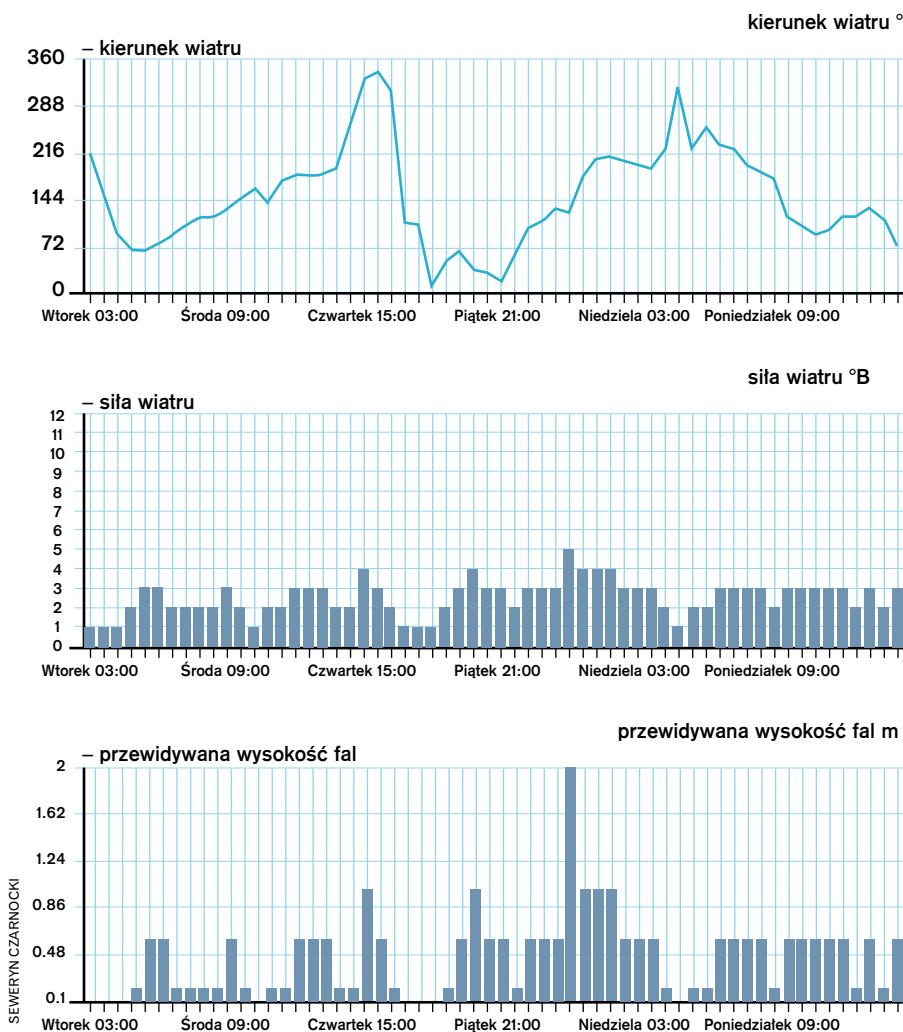 kierunek wiatru °
– kierunek wiatru
360
288
216
144
72
0
Wtorek 03:00 Środa 09:00 Czwartek 15:00 Piątek 21:00 Niedziela 03:00 Poniedziałek 09:00
siła wiatru °B
– siła wiatru
12
11
10
9
8
7
6
5
4
3
2
1
0
Wtorek 03:00 Środa 09:00 Czwartek 15:00 Piątek 21:00 Niedziela 03:00 Poniedziałek 09:00
przewidywana wysokość fal m
– przewidywana wysokość fal
2
1.62
1.24
0.86
0.48
0.1
Wtorek 03:00 Środa 09:00 Czwartek 15:00 Piątek 21:00 Niedziela 03:00 Poniedziałek 09:00
SEWERYN CZARNOCKI